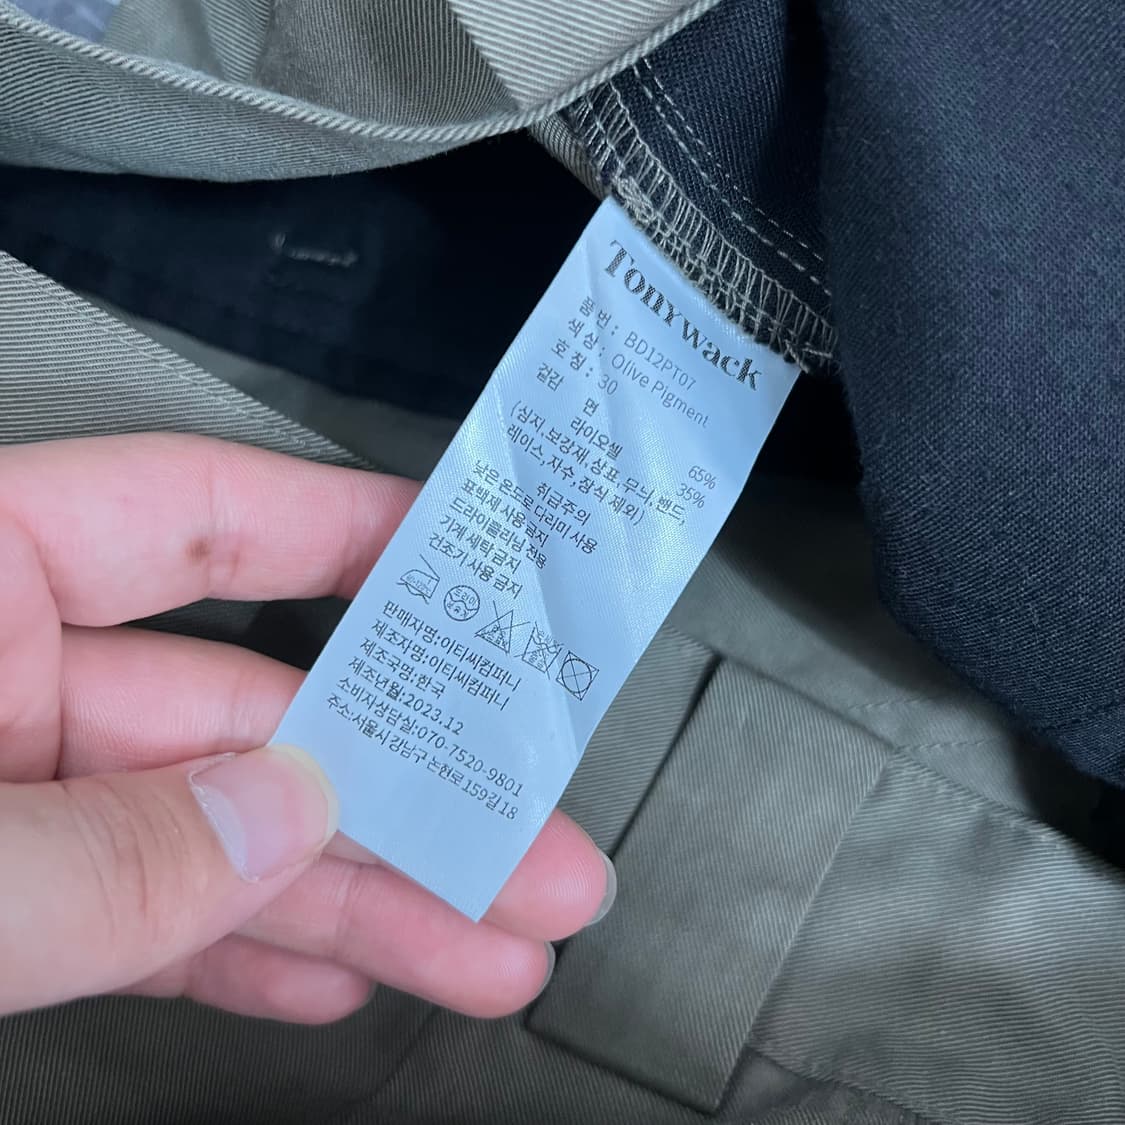 Tonywack
품 번 : BD12PT07
색 상 : Olive Pigment
호 칭 : 30
겉감 면 65%
라이오셀 35%
(심지,보강재,상표,무늬,밴드,
레이스,자수,장식 제외)
취급주의
낮은 온도로 다리미 사용
표백제 사용 금지
드라이클리닝 전용
기계 세탁 금지
건조기 사용 금지
드라이
판매자명:이티씨컴퍼니
제조자명:이티씨컴퍼니
제조국명:한국
제조년월:2023.12
소비자상담실:070-7520-9801
주소:서울시 강남구 논현로159길 18